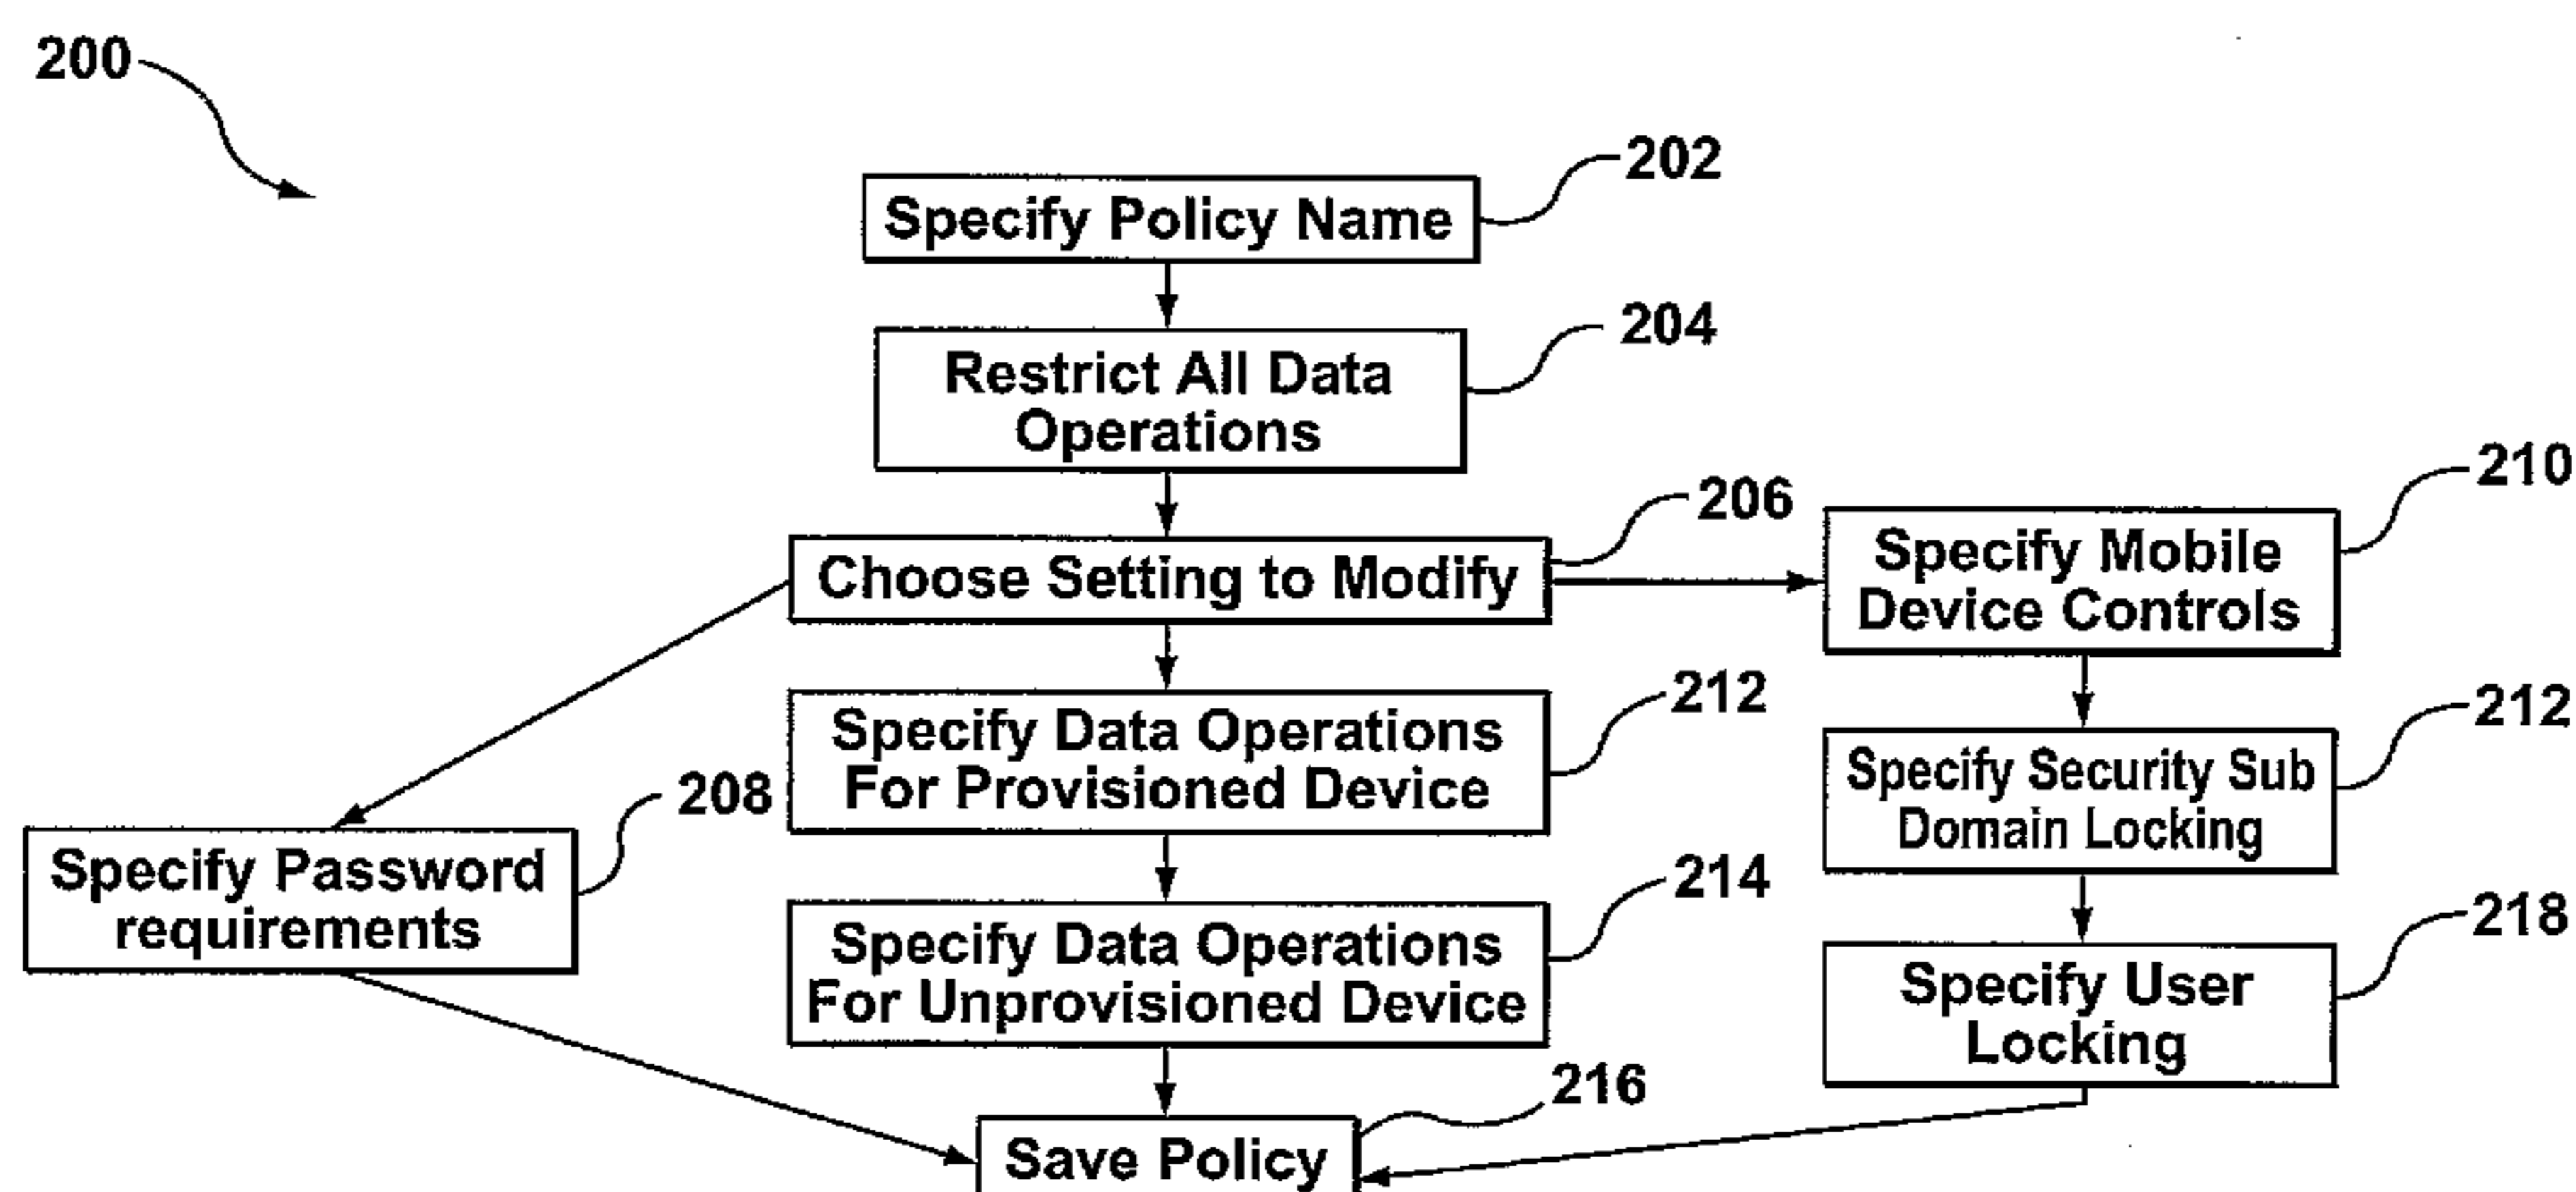 200
202
Specify Policy Name
204
Restrict All Data
Operations
206
Choose Setting to Modify
210
Specify Mobile
Device Controls
212
Specify Data Operations
For Provisioned Device
212
Specify Security Sub
Domain Locking
208
Specify Password
requirements
214
Specify Data Operations
For Unprovisioned Device
218
Specify User
Locking
216
Save Policy